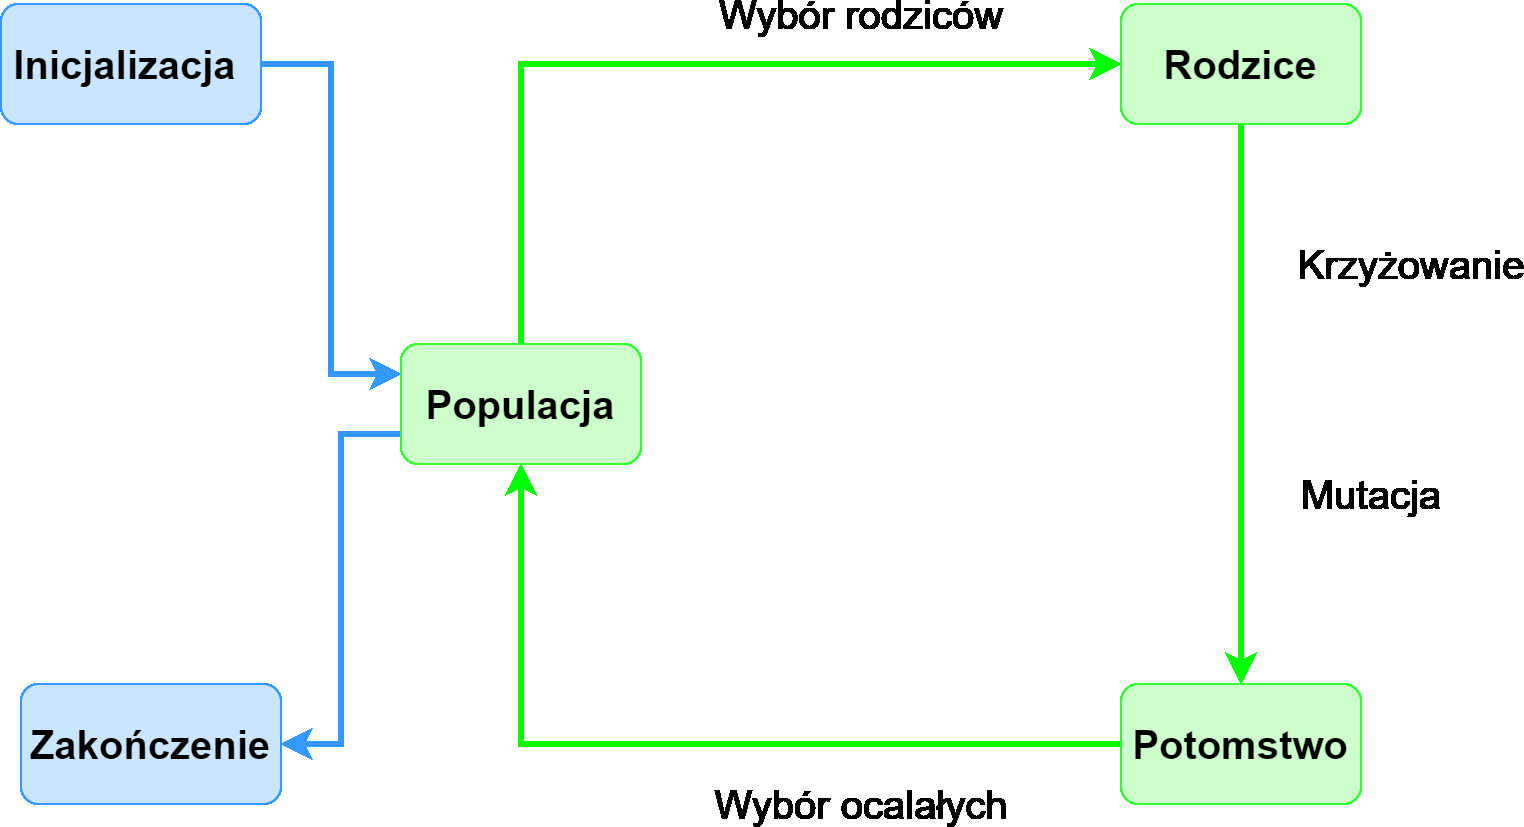 Wybór rodziców
Inicjalizacja
Rodzice
Krzyżowanie
Populacja
Mutacja
Zakończenie
Potomstwo
Wybór ocalałych